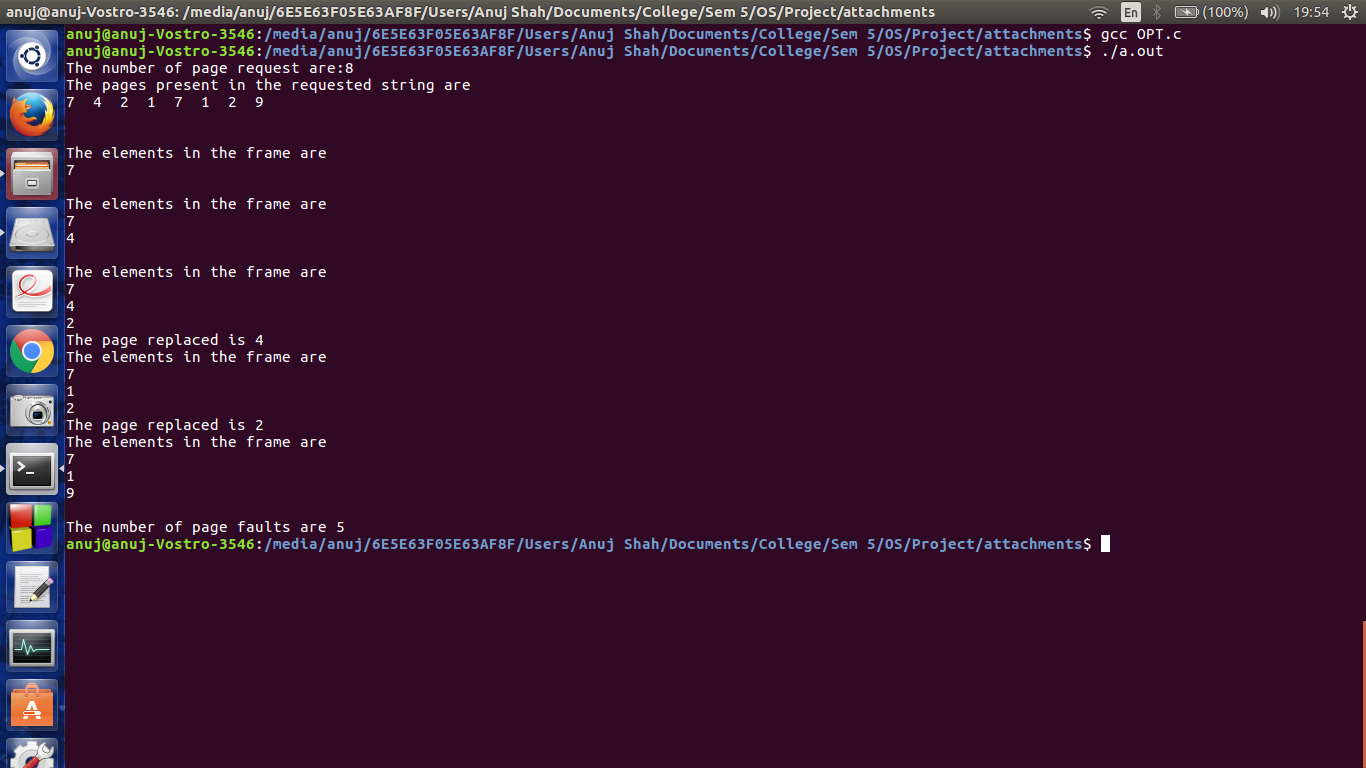 anuj@anuj-Vostro-3546: /media/anuj/6E5E63F05E63AF8F/Users/Anuj Shah/Documents/College/Sem 5/OS/Project/attachments En (100%) 19:54
anuj@anuj-Vostro-3546:/media/anuj/6E5E63F05E63AF8F/Users/Anuj Shah/Documents/College/Sem 5/OS/Project/attachments$ gcc OPT.c
anuj@anuj-Vostro-3546:/media/anuj/6E5E63F05E63AF8F/Users/Anuj Shah/Documents/College/Sem 5/OS/Project/attachments$ ./a.out
The number of page request are:8
The pages present in the requested string are
7 4 2 1 7 1 2 9
The elements in the frame are
7
The elements in the frame are
7
4
The elements in the frame are
7
4
2
The page replaced is 4
The elements in the frame are
7
1
2
The page replaced is 2
The elements in the frame are
7
1
9
The number of page faults are 5
anuj@anuj-Vostro-3546:/media/anuj/6E5E63F05E63AF8F/Users/Anuj Shah/Documents/College/Sem 5/OS/Project/attachments$